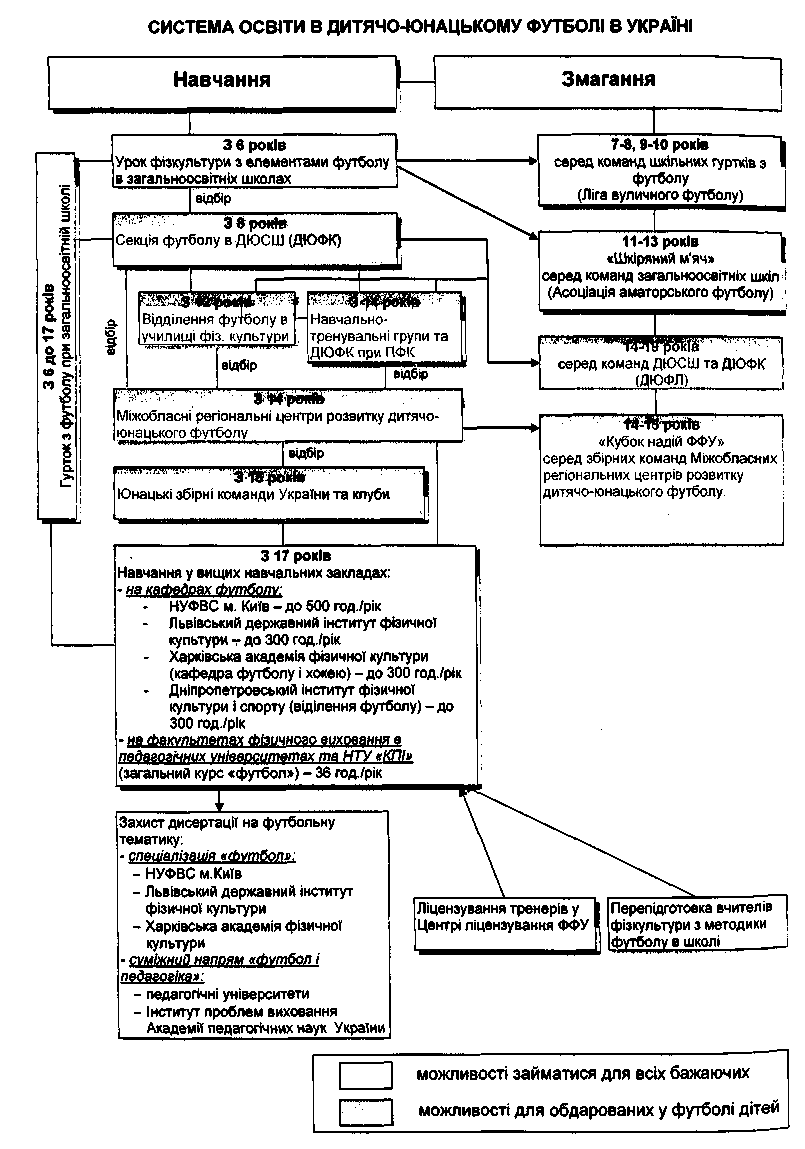 СИСТЕМА ОСВІТИ В ДИТЯЧО-ЮНАЦЬКОМУ ФУТБОЛІ В УКРАЇНІ
Навчання
Змагання
З 6 до 17 років
Гурток з футболу при загальноосвітній школі
З 6 років
Урок фізкультури з елементами футболу
в загальноосвітніх школах
відбір
З 8 років
Секція футболу в ДЮСШ (ДЮФК)
відбір
Відділення футболу в
училищі фіз. культури
З 14 років
Навчально-
тренувальні групи та
ДЮФК при ПФК
відбір
відбір
З 14 років
Міжобласні регіональні центри розвитку дитячо-
юнацького футболу
відбір
років
Юнацькі збірні команди України та клуби
З 17 років
Навчання у вищих навчальних закладах:
- на кафедрах футболу:
- НУФВС м. Київ – до 500 год./рік
- Львівський державний інститут фізичної
культури – до 300 год./рік
- Харківська академія фізичної культури
(кафедра футболу і хокею) – до 300 год./рік
- Дніпропетровський інститут фізичної
культури і спорту (віділення футболу) – до
300 год./рік
- на факультетах фізичного виховання в
педагогічних університетах та НТУ «КПІ»
(загальний курс «футбол») – 36 год./рік
Захист дисертації на футбольну
тематику:
- спеціалізація «футбол»:
– НУФВС м.Київ
– Львівський державний інститут
фізичної культури
– Харківська академія фізичної
культури
- суміжний напрям «футбол і
педагогіка»:
– педагогічні університети
– Інститут проблем виховання
Академії педагогічних наук України
7-8, 9-10 років
серед команд шкільних гуртків з
футболу
(Ліга вуличного футболу)
11-13 років
«Шкіряний м'яч»
серед команд загальноосвітніх шкіл
(Асоціація аматорського футболу)
14-19 років
серед команд ДЮСШ та ДЮФК
(ДЮФЛ)
років
«Кубок надій ФФУ»
серед збірних команд Міжобласних
регіональних центрів розвитку
дитячо-юнацького футболу.
Ліцензування тренерів у
Центрі ліцензування ФФУ
Перепідготовка вчителів
фізкультури з методики
футболу в школі
можливості займатися для всіх бажаючих
можливості для обдарованих у футболі дітей